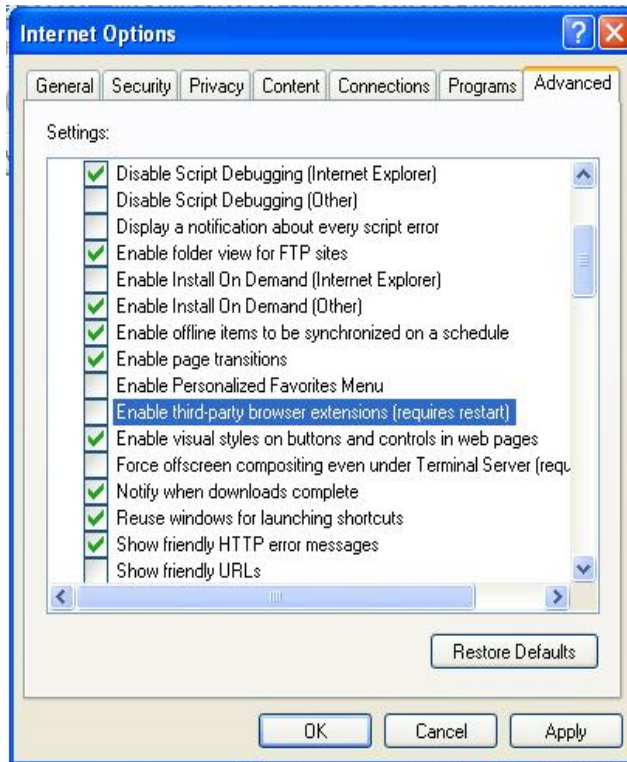 Internet Options
General Security Privacy Content Connections Programs Advanced
Settings:
Disable Script Debugging (Internet Explorer)
Disable Script Debugging (Other)
Display a notification about every script error
Enable folder view for FTP sites
Enable Install On Demand (Internet Explorer)
Enable Install On Demand (Other)
Enable offline items to be synchronized on a schedule
Enable page transitions
Enable Personalized Favorites Menu
Enable third-party browser extensions (requires restart)
Enable visual styles on buttons and controls in web pages
Force offscreen compositing even under Terminal Server (requ
Notify when downloads complete
Reuse windows for launching shortcuts
Show friendly HTTP error messages
Show friendly URLs
Restore Defaults
OK Cancel Apply